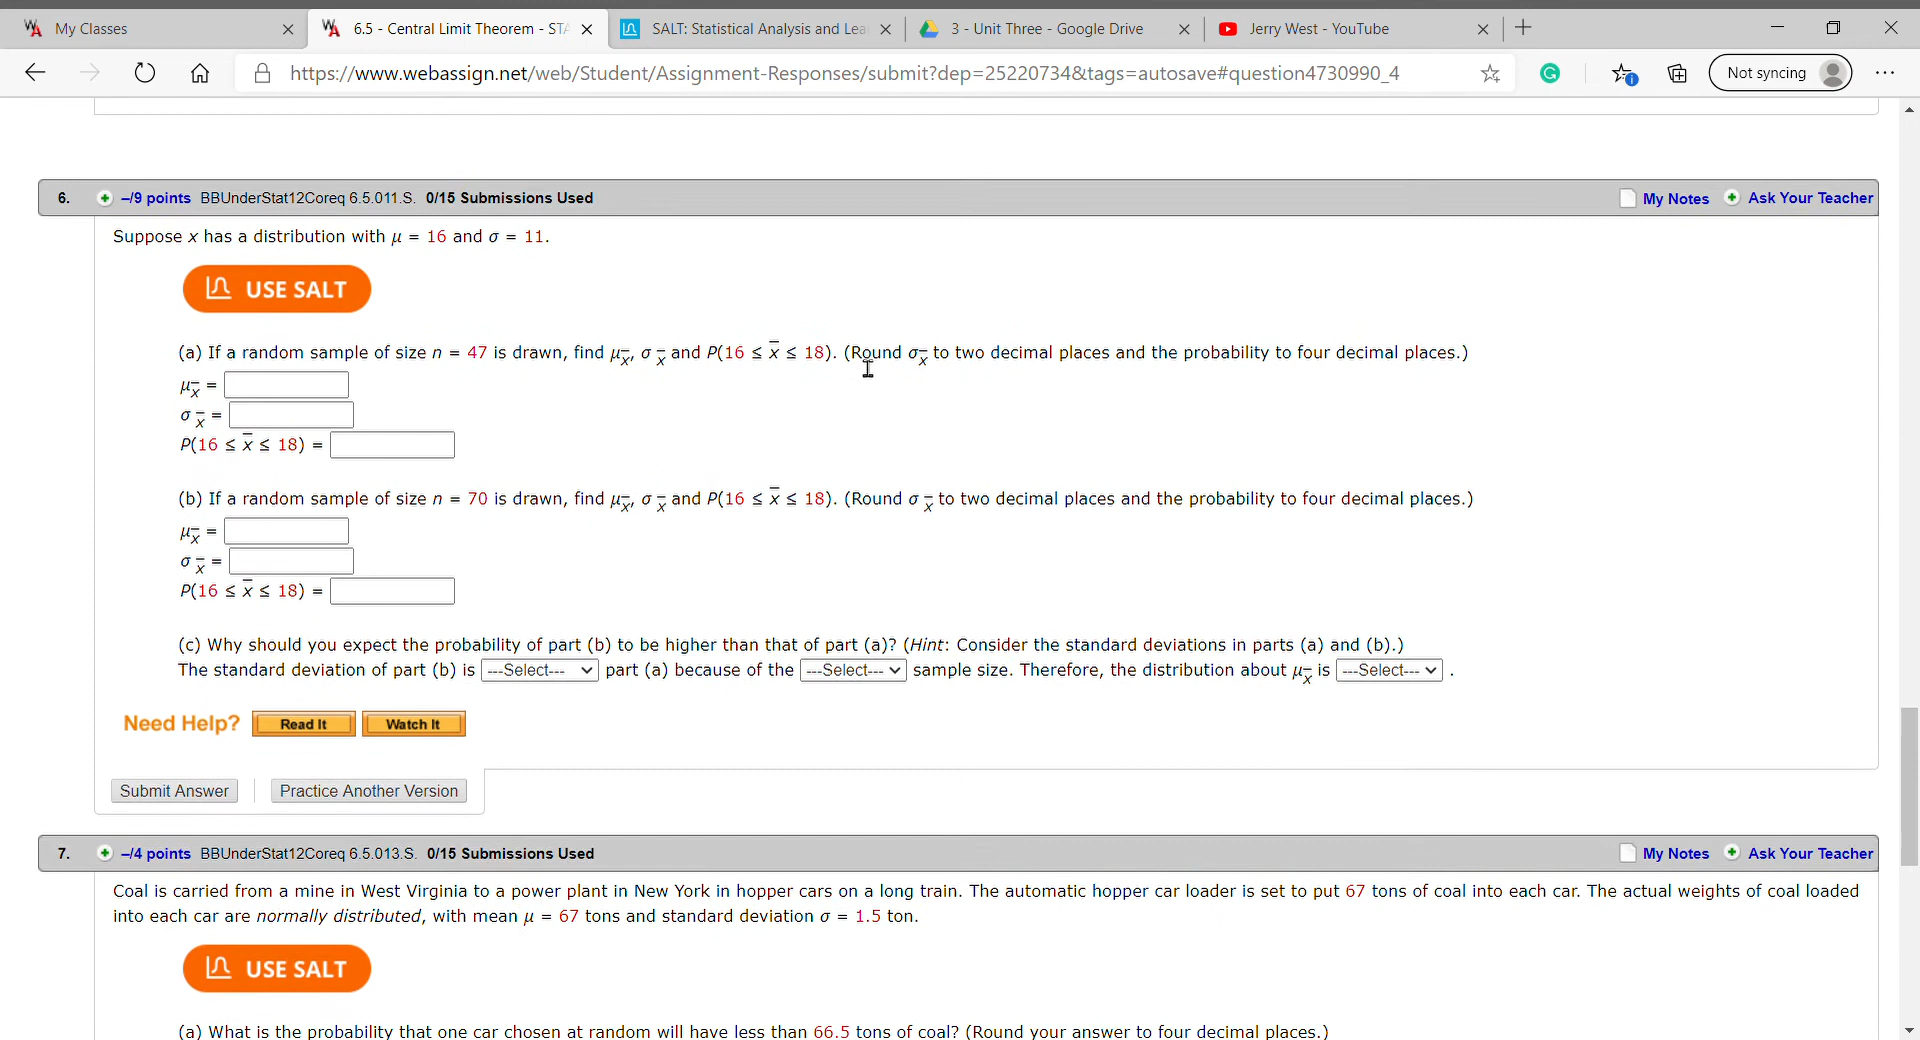 My Classes
6.5 - Central Limit Theorem - STA
SALT: Statistical Analysis and Lea
3 - Unit Three - Google Drive
Jerry West - YouTube
https://www.webassign.net/web/Student/Assignment-Responses/submit?dep=25220734&tags=autosave#question4730990_4
Not syncing
6. –/9 points BBUnderStat12Coreq 6.5.011.S. 0/15 Submissions Used My Notes Ask Your Teacher
Suppose x has a distribution with μ = 16 and σ = 11.
USE SALT
(a) If a random sample of size n = 47 is drawn, find μx̅, σ x̅ and P(16 ≤ x̅ ≤ 18). (Round σx̅ to two decimal places and the probability to four decimal places.)
μx̅ =
σ x̅ =
P(16 ≤ x̅ ≤ 18) =
(b) If a random sample of size n = 70 is drawn, find μx̅, σ x̅ and P(16 ≤ x̅ ≤ 18). (Round σ x̅ to two decimal places and the probability to four decimal places.)
μx̅ =
σ x̅ =
P(16 ≤ x̅ ≤ 18) =
(c) Why should you expect the probability of part (b) to be higher than that of part (a)? (Hint: Consider the standard deviations in parts (a) and (b).)
The standard deviation of part (b) is ---Select--- part (a) because of the ---Select--- sample size. Therefore, the distribution about μx̅ is ---Select--- .
Need Help? Read It Watch It
Submit Answer Practice Another Version
7. –/4 points BBUnderStat12Coreq 6.5.013.S. 0/15 Submissions Used My Notes Ask Your Teacher
Coal is carried from a mine in West Virginia to a power plant in New York in hopper cars on a long train. The automatic hopper car loader is set to put 67 tons of coal into each car. The actual weights of coal loaded
into each car are normally distributed, with mean μ = 67 tons and standard deviation σ = 1.5 ton.
USE SALT
(a) What is the probability that one car chosen at random will have less than 66.5 tons of coal? (Round your answer to four decimal places.)